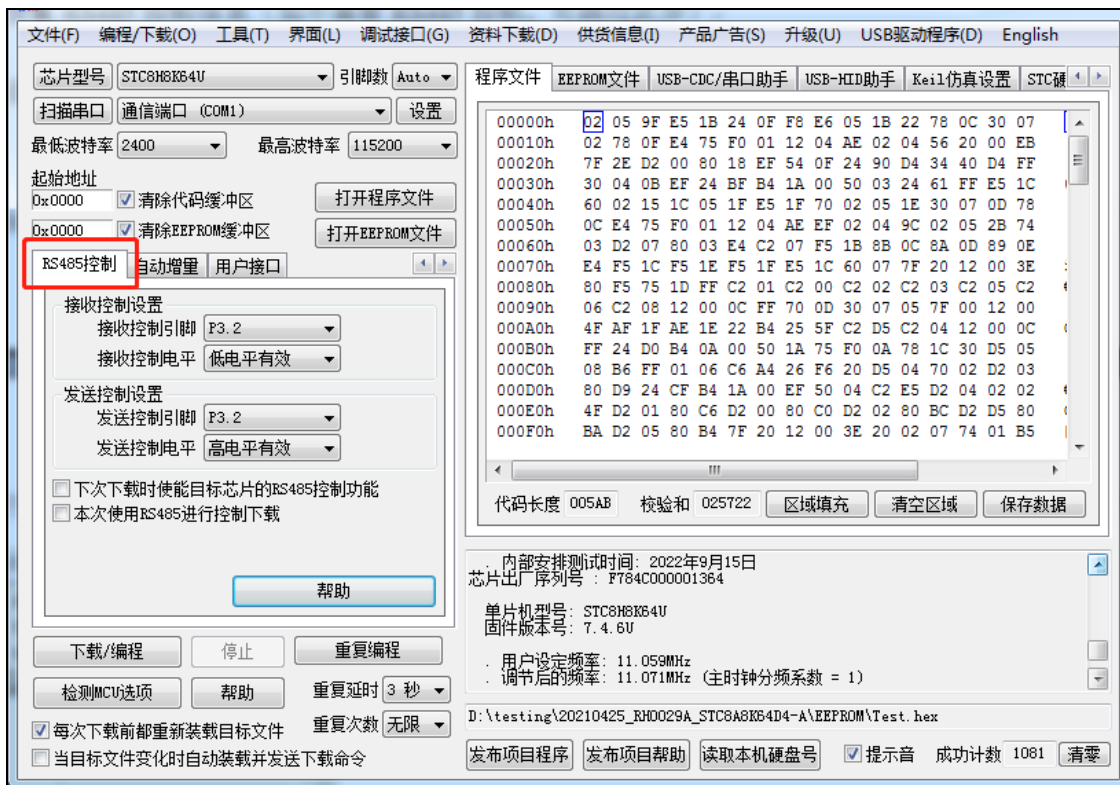 文件(F) 编程/下载(O) 工具(T) 界面(L) 调试接口(G) 资料下载(D) 供货信息(I) 产品广告(S) 升级(U) USB驱动程序(D) English
芯片型号 STC8H8K64U 引脚数 Auto
扫描串口 通信端口 (COM1) 设置
最低波特率 2400 最高波特率 115200
起始地址
0x0000 清除代码缓冲区 打开程序文件
0x0000 清除EEPROM缓冲区 打开EEPROM文件
RS485控制 自动增量 用户接口
接收控制设置
接收控制引脚 P3.2
接收控制电平 低电平有效
发送控制设置
发送控制引脚 P3.2
发送控制电平 高电平有效
下次下载时使能目标芯片的RS485控制功能
本次使用RS485进行控制下载
帮助
下载/编程 停止 重复编程
检测MCU选项 帮助 重复延时 3 秒
每次下载前都重新装载目标文件 重复次数 无限
当目标文件变化时自动装载并发送下载命令
程序文件 EEPROM文件 USB-CDC/串口助手 USB-HID助手 Keil仿真设置 STC硬
00000h 02 05 9F E5 1B 24 0F F8 E6 05 1B 22 78 0C 30 07
00010h 02 78 0F E4 75 F0 01 12 04 AE 02 04 56 20 00 EB
00020h 7F 2E D2 00 80 18 EF 54 0F 24 90 D4 34 40 D4 FF
00030h 30 04 0B EF 24 BF B4 1A 00 50 03 24 61 FF E5 1C
00040h 60 02 15 1C 05 1F E5 1F 70 02 05 1E 30 07 0D 78
00050h 0C E4 75 F0 01 12 04 AE EF 02 04 9C 02 05 2B 74
00060h 03 D2 07 80 03 E4 C2 07 F5 1B 8B 0C 8A 0D 89 0E
00070h E4 F5 1C F5 1E F5 1F E5 1C 60 07 7F 20 12 00 3E
00080h 80 F5 75 1D FF C2 01 C2 00 C2 02 C2 03 C2 05 C2
00090h 06 C2 08 12 00 0C FF 70 0D 30 07 05 7F 00 12 00
000A0h 4F AF 1F AE 1E 22 B4 25 5F C2 D5 C2 04 12 00 0C
000B0h FF 24 D0 B4 0A 00 50 1A 75 F0 0A 78 1C 30 D5 05
000C0h 08 B6 FF 01 06 C6 A4 26 F6 20 D5 04 70 02 D2 03
000D0h 80 D9 24 CF B4 1A 00 EF 50 04 C2 E5 D2 04 02 02
000E0h 4F D2 01 80 C6 D2 00 80 C0 D2 02 80 BC D2 D5 80
000F0h BA D2 05 80 B4 7F 20 12 00 3E 20 02 07 74 01 B5
代码长度 005AB 校验和 025722 区域填充 清空区域 保存数据
. 内部安排测试时间: 2022年9月15日
芯片出厂序列号 : F784C000001364
单片机型号: STC8H8K64U
固件版本号: 7.4.6U
. 用户设定频率: 11.059MHz
. 调节后的频率: 11.071MHz (主时钟分频系数 = 1)
D:\testing\20210425_RH0029A_STC8A8K64D4-A\EEPROM\Test.hex
发布项目程序 发布项目帮助 读取本机硬盘号 提示音 成功计数 1081 清零